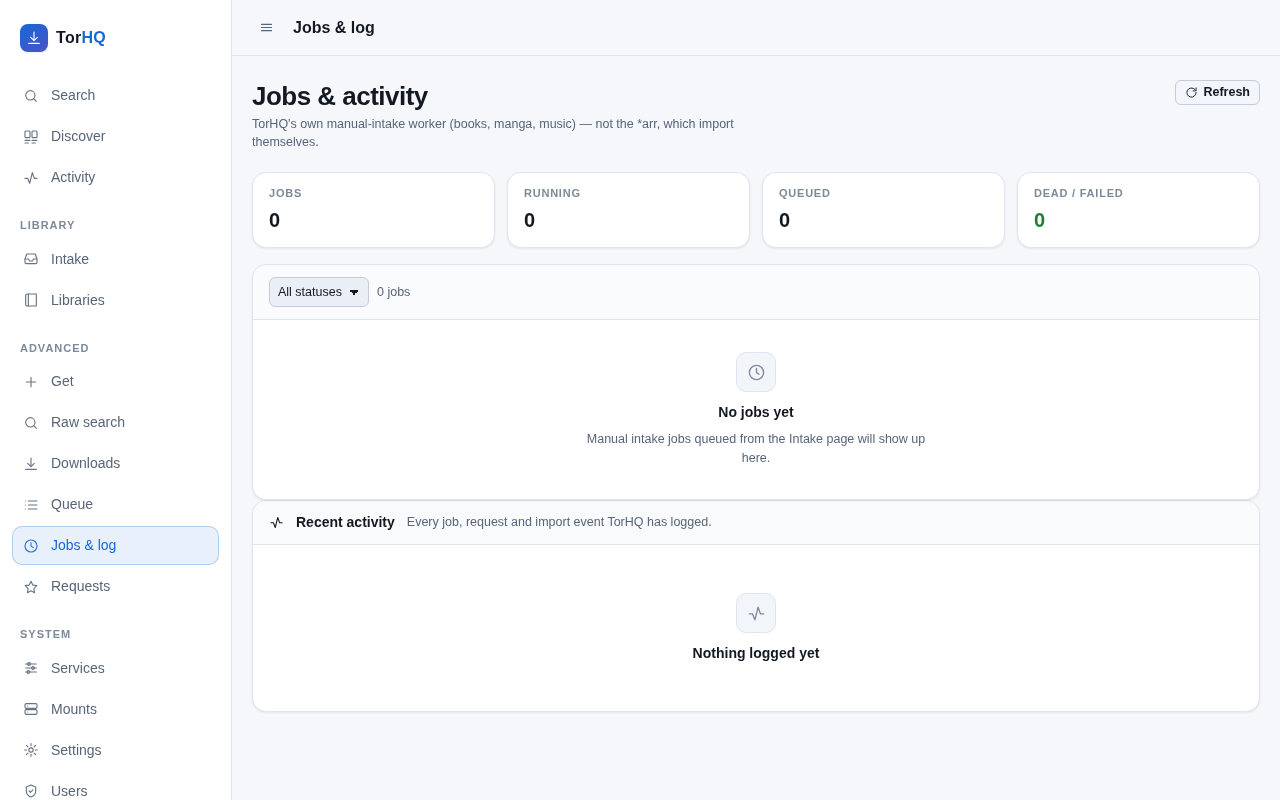 TorHQ
Search
Discover
Activity
LIBRARY
Intake
Libraries
ADVANCED
Get
Raw search
Downloads
Queue
Jobs & log
Requests
SYSTEM
Services
Mounts
Settings
Users
Jobs & log
Jobs & activity
TorHQ's own manual-intake worker (books, manga, music) — not the *arr, which import
themselves.
Refresh
JOBS
0
RUNNING
0
QUEUED
0
DEAD / FAILED
0
All statuses
0 jobs
No jobs yet
Manual intake jobs queued from the Intake page will show up
here.
Recent activity
Every job, request and import event TorHQ has logged.
Nothing logged yet